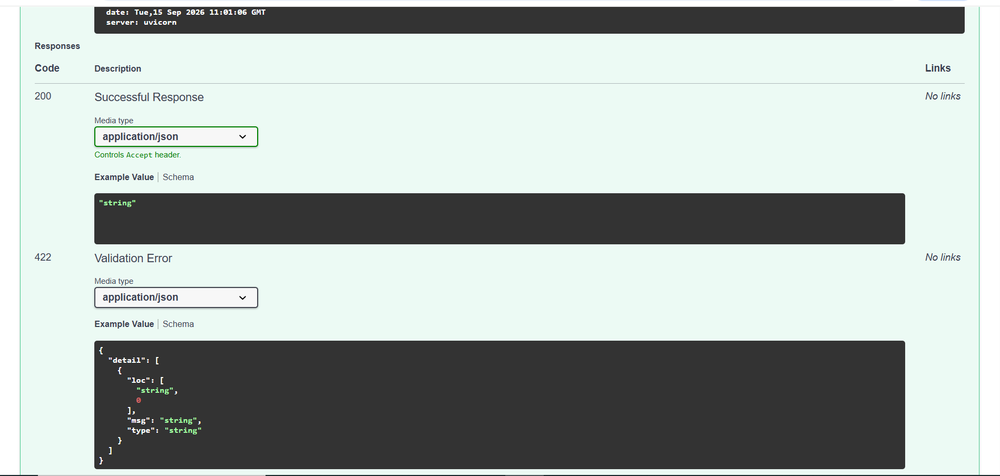 date: Tue,15 Sep 2026 11:01:06 GMT
server: uvicorn
Responses
Code Description Links
200 Successful Response No links
Media type
application/json
Controls Accept header.
Example Value Schema
"string"
422 Validation Error No links
Media type
application/json
Example Value Schema
{
"detail": [
{
"loc": [
"string",
0
],
"msg": "string",
"type": "string"
}
]
}